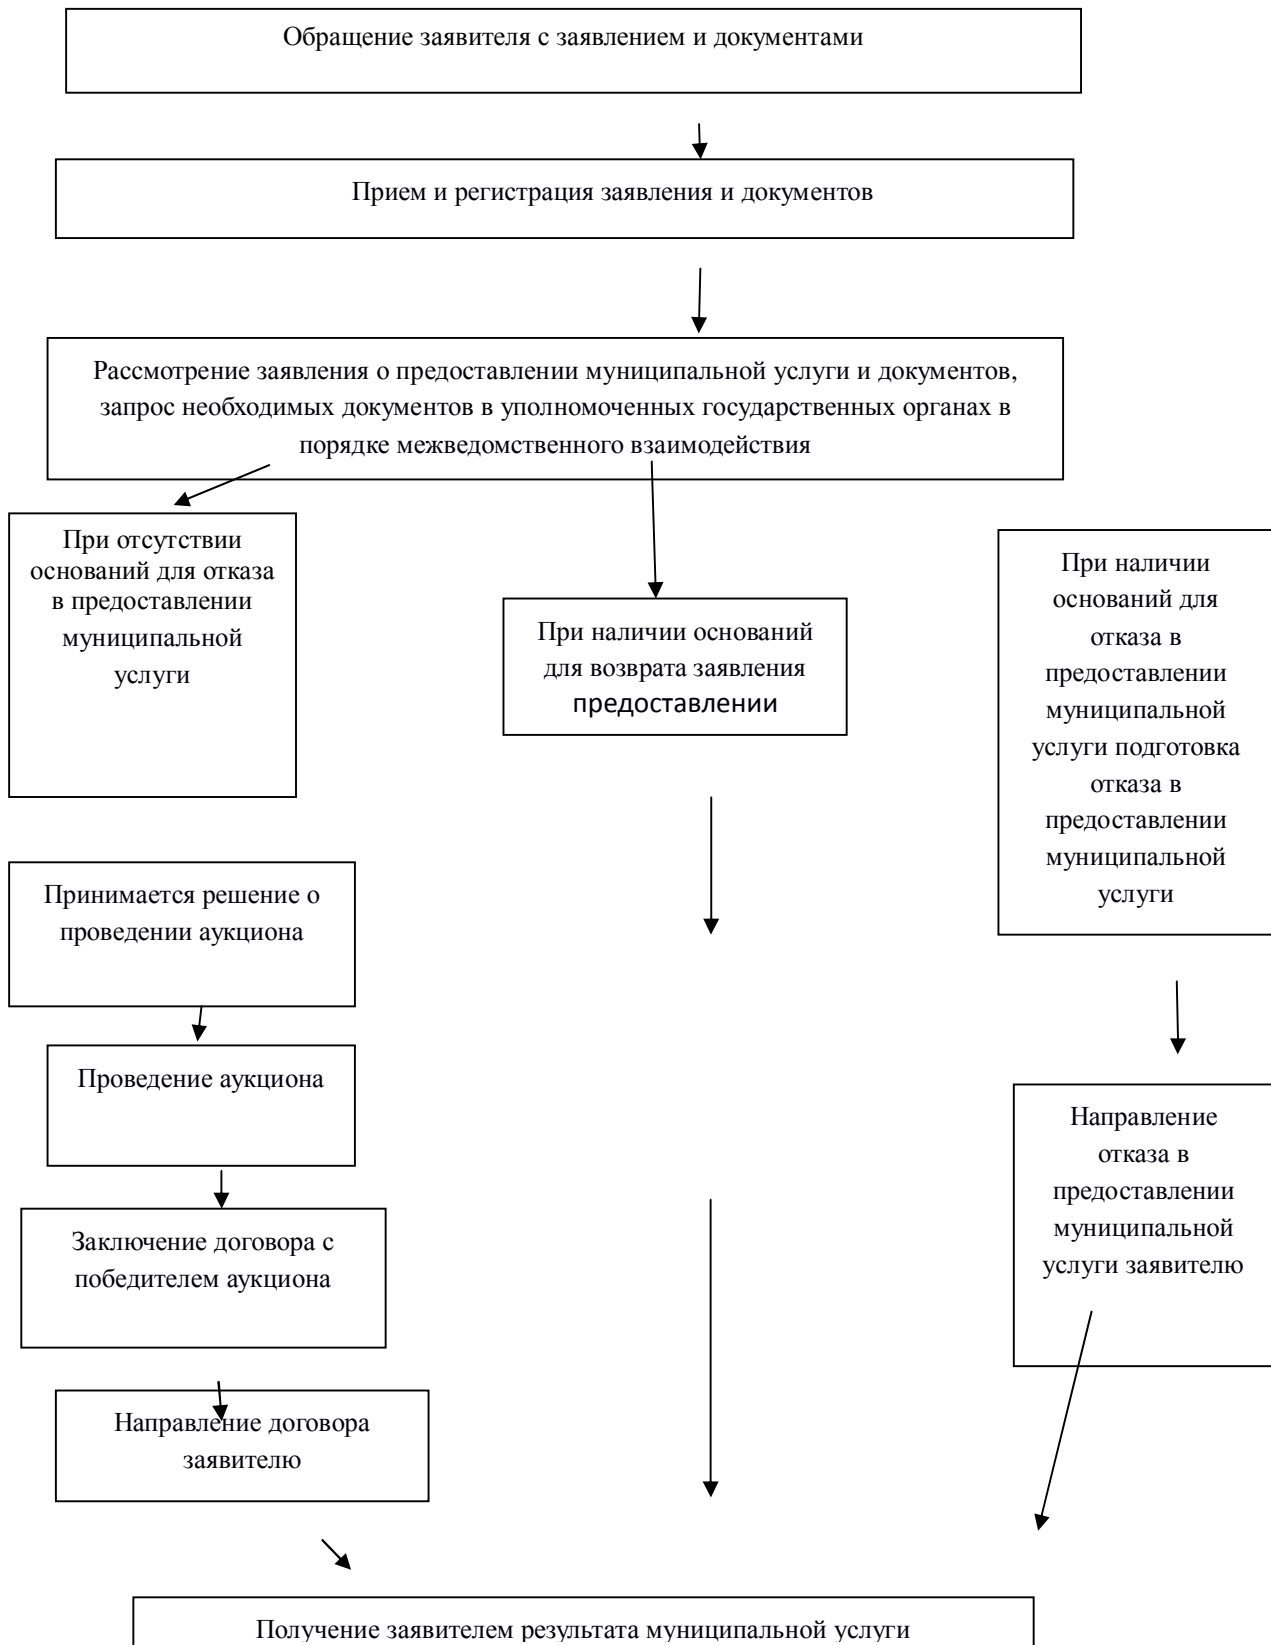 Обращение заявителя с заявлением и документами
Прием и регистрация заявления и документов
Рассмотрение заявления о предоставлении муниципальной услуги и документов,
запрос необходимых документов в уполномоченных государственных органах в
порядке межведомственного взаимодействия
При отсутствии
оснований для отказа
в предоставлении
муниципальной
услуги
При наличии оснований
для возврата заявления
предоставлении
При наличии
оснований для
отказа в
предоставлении
муниципальной
услуги подготовка
отказа в
предоставлении
муниципальной
услуги
Принимается решение о
проведении аукциона
Проведение аукциона
Заключение договора с
победителем аукциона
Направление договора
заявителю
Направление
отказа в
предоставлении
муниципальной
услуги заявителю
Получение заявителем результата муниципальной услуги